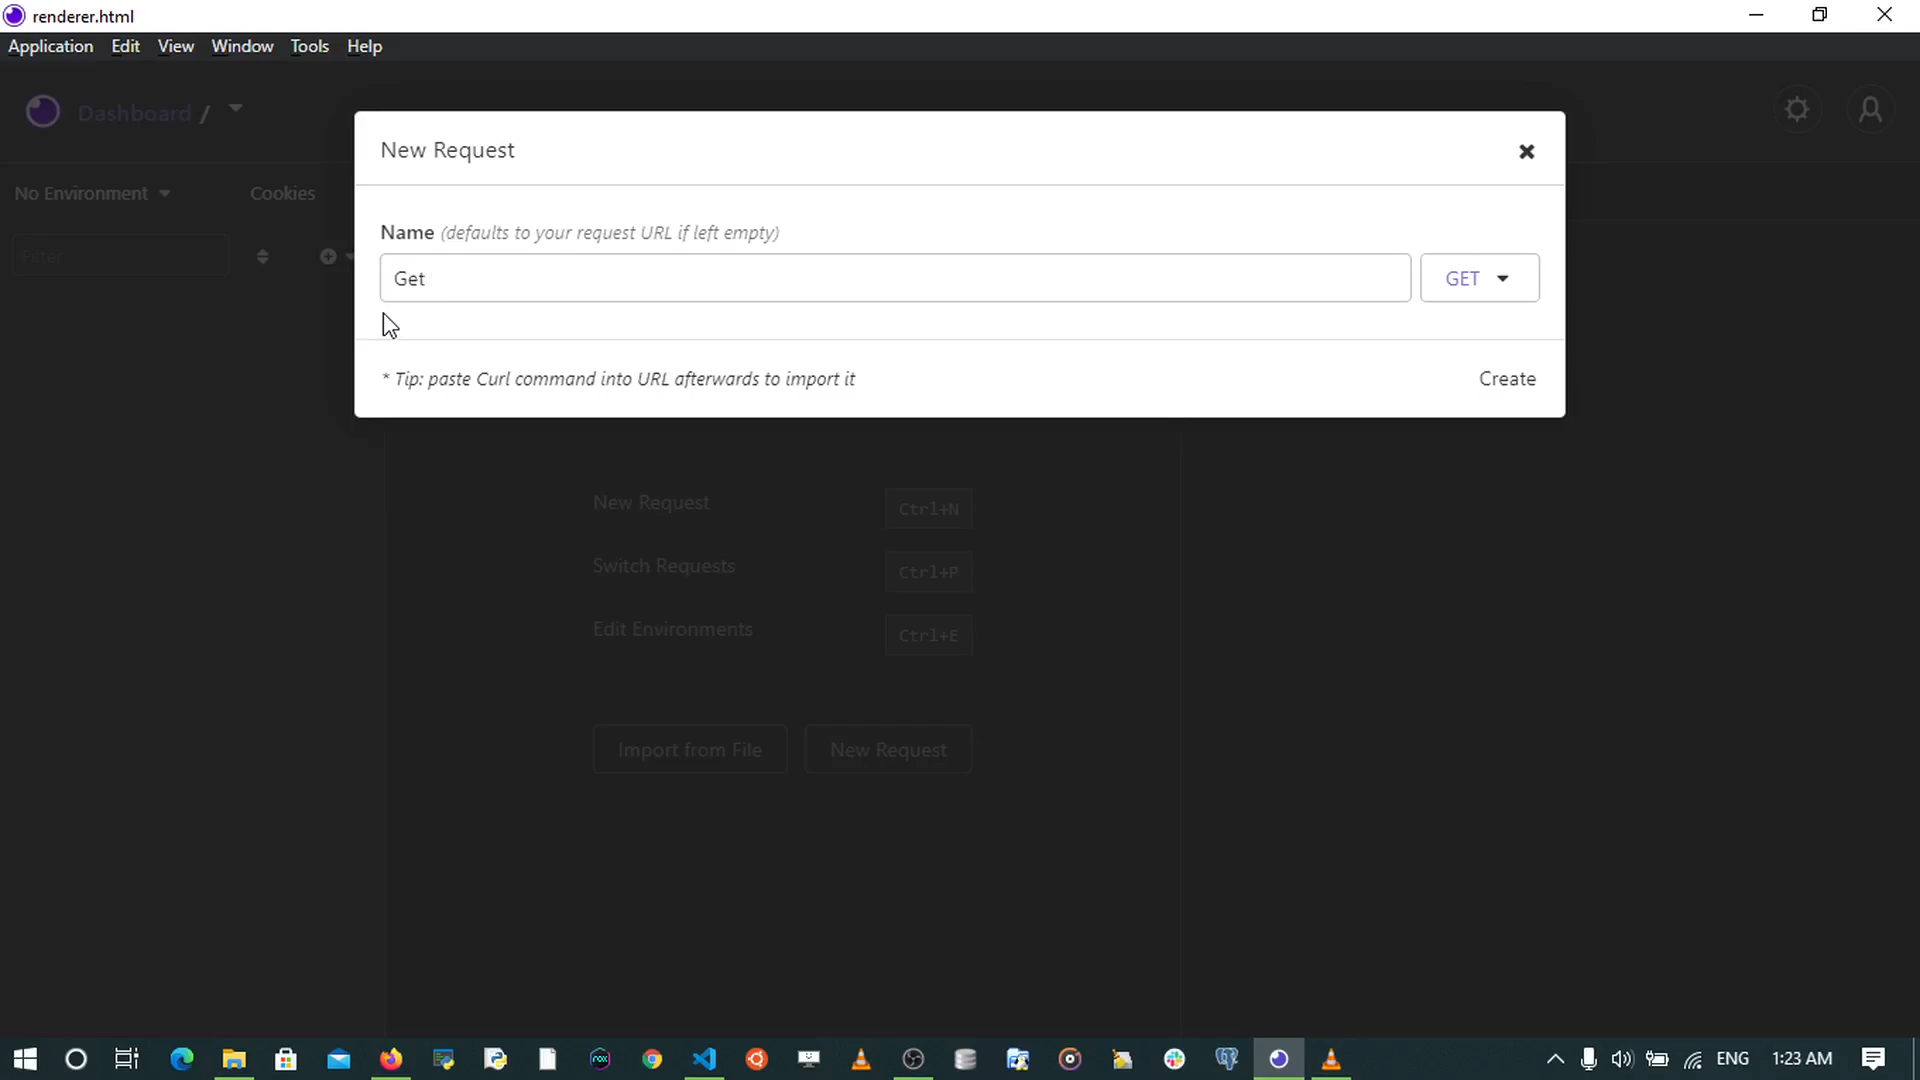 renderer.html
Application Edit View Window Tools Help
Dashboard /
New Request
No Environment
Cookies
Name (defaults to your request URL if left empty)
Filter
Get
GET
* Tip: paste Curl command into URL afterwards to import it
Create
New Request Ctrl+N
Switch Requests Ctrl+P
Edit Environments Ctrl+E
Import from File
New Request
ENG
1:23 AM